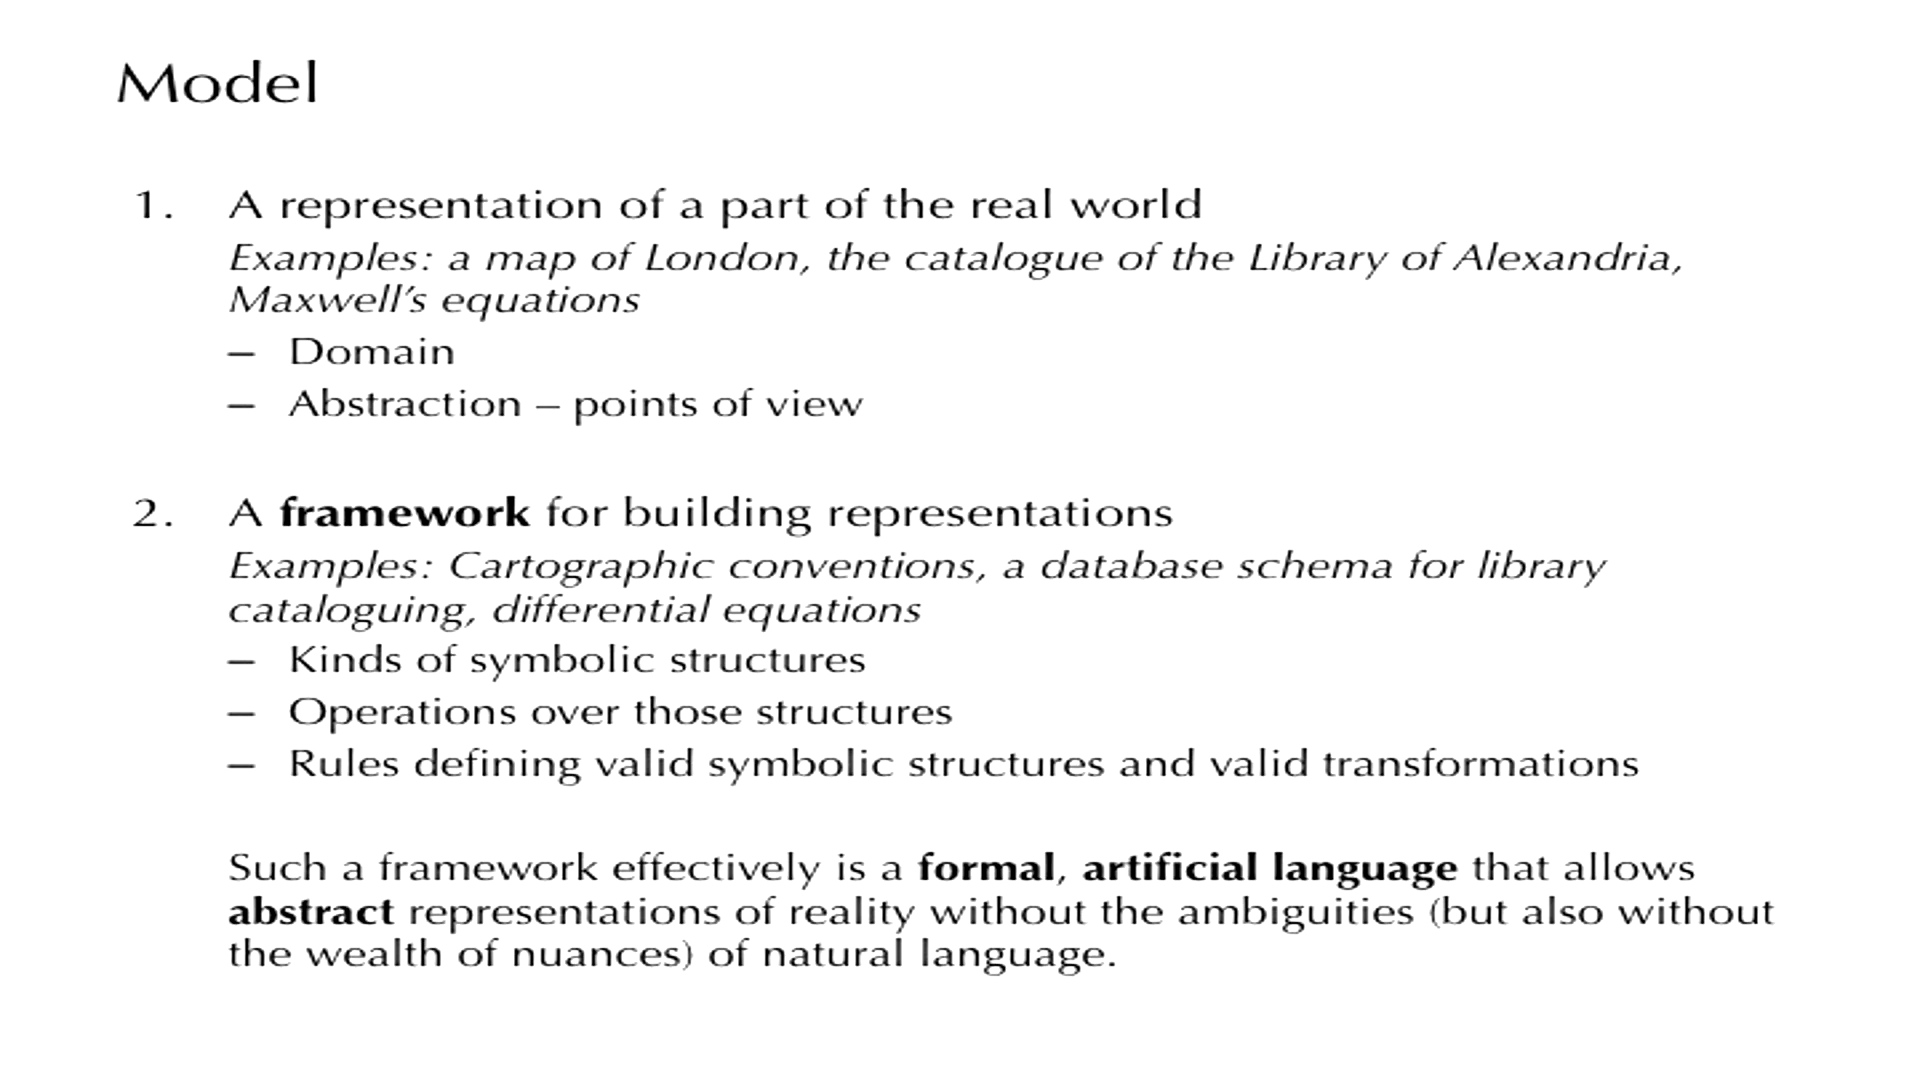 Model
1. A representation of a part of the real world
Examples: a map of London, the catalogue of the Library of Alexandria,
Maxwell’s equations
– Domain
– Abstraction – points of view
2. A framework for building representations
Examples: Cartographic conventions, a database schema for library
cataloguing, differential equations
– Kinds of symbolic structures
– Operations over those structures
– Rules defining valid symbolic structures and valid transformations
Such a framework effectively is a formal, artificial language that allows
abstract representations of reality without the ambiguities (but also without
the wealth of nuances) of natural language.